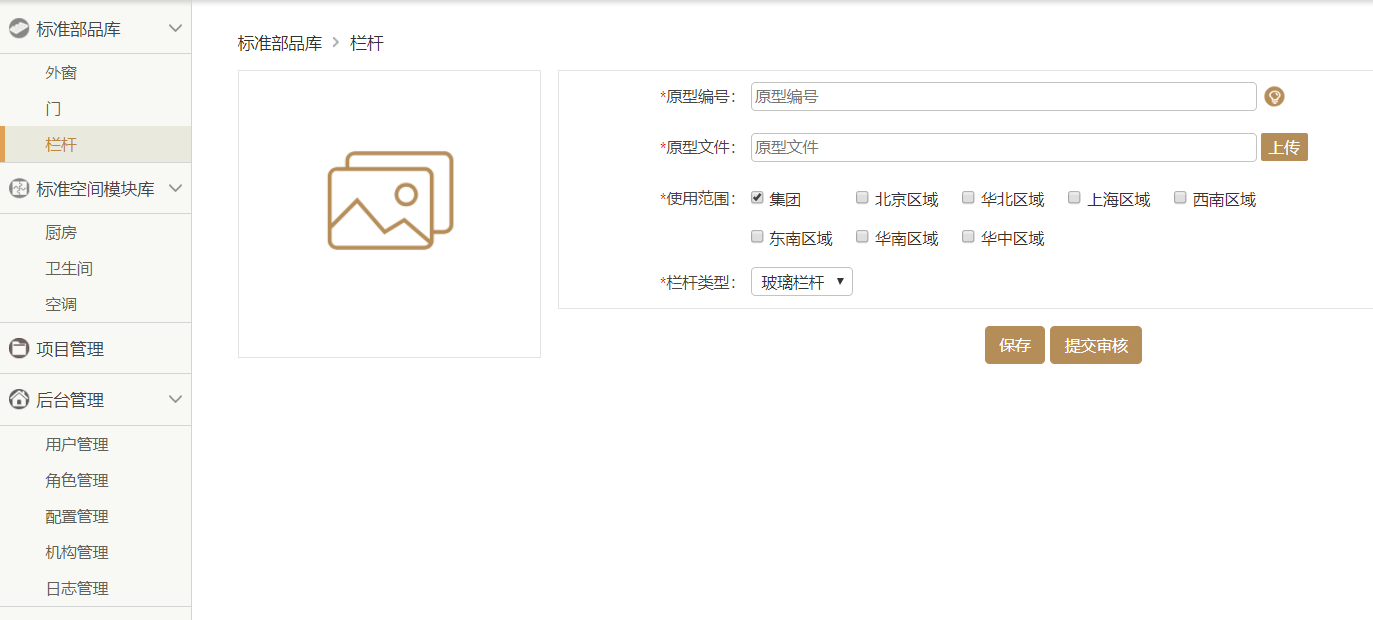 标准部品库
外窗
门
栏杆
标准空间模块库
厨房
卫生间
空调
项目管理
后台管理
用户管理
角色管理
配置管理
机构管理
日志管理
标准部品库 > 栏杆
*原型编号： 原型编号
*原型文件： 原型文件 上传
*使用范围： 集团 北京区域 华北区域 上海区域 西南区域
东南区域 华南区域 华中区域
*栏杆类型： 玻璃栏杆
保存 提交审核